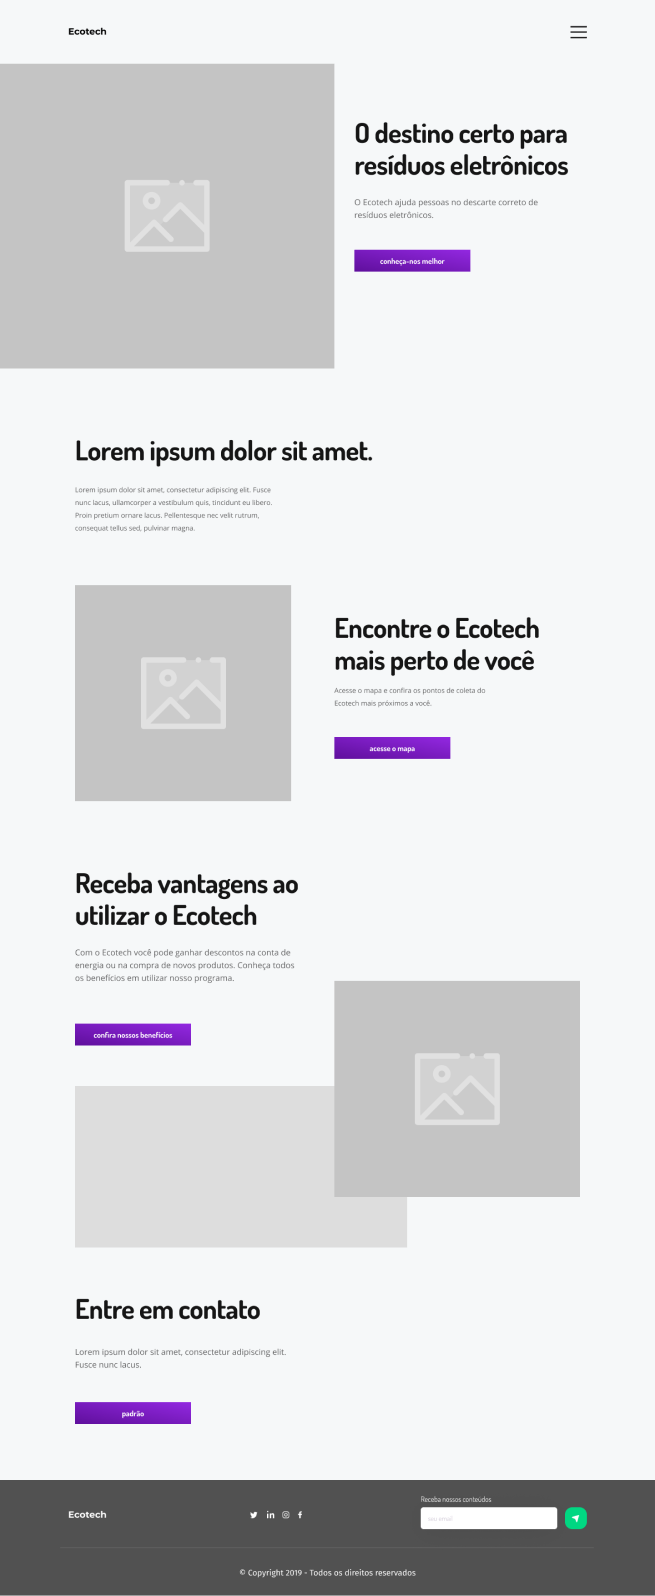 Ecotech
O destino certo para
resíduos eletrônicos
O Ecotech ajuda pessoas no descarte correto de
resíduos eletrônicos.
conheça-nos melhor
Lorem ipsum dolor sit amet.
Lorem ipsum dolor sit amet, consectetur adipiscing elit. Fusce
nunc lacus, ullamcorper a vestibulum quis, tincidunt eu libero.
Proin pretium ornare lacus. Pellentesque nec velit rutrum,
consequat tellus sed, pulvinar magna.
Encontre o Ecotech
mais perto de você
Acesse o mapa e confira os pontos de coleta do
Ecotech mais próximos a você.
acesse o mapa
Receba vantagens ao
utilizar o Ecotech
Com o Ecotech você pode ganhar descontos na conta de
energia ou na compra de novos produtos. Conheça todos
os benefícios em utilizar nosso programa.
confira nossos benefícios
Entre em contato
Lorem ipsum dolor sit amet, consectetur adipiscing elit.
Fusce nunc lacus.
padrão
Ecotech
Receba nossos conteúdos
seu email
© Copyright 2019 - Todos os direitos reservados